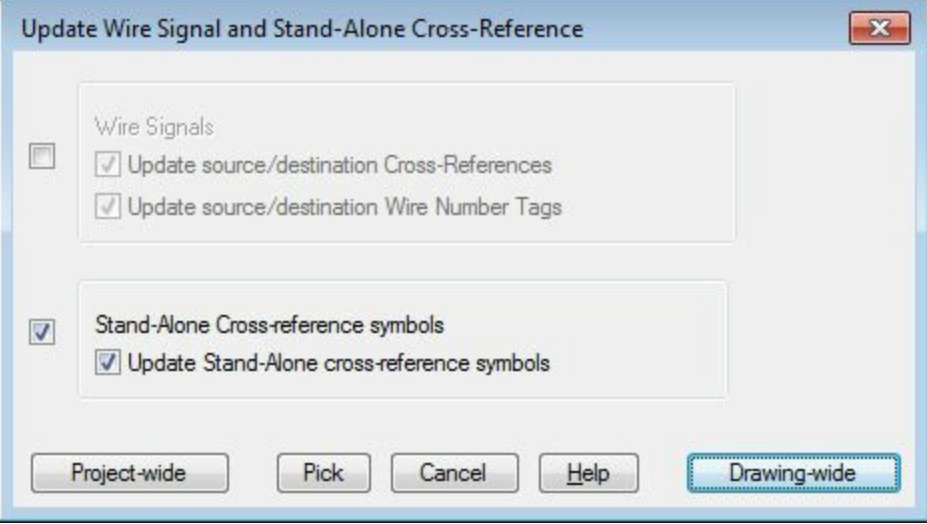 Update Wire Signal and Stand-Alone Cross-Reference
Wire Signals
Update source/destination Cross-References
Update source/destination Wire Number Tags
Stand-Alone Cross-reference symbols
Update Stand-Alone cross-reference symbols
Project-wide Pick Cancel Help Drawing-wide